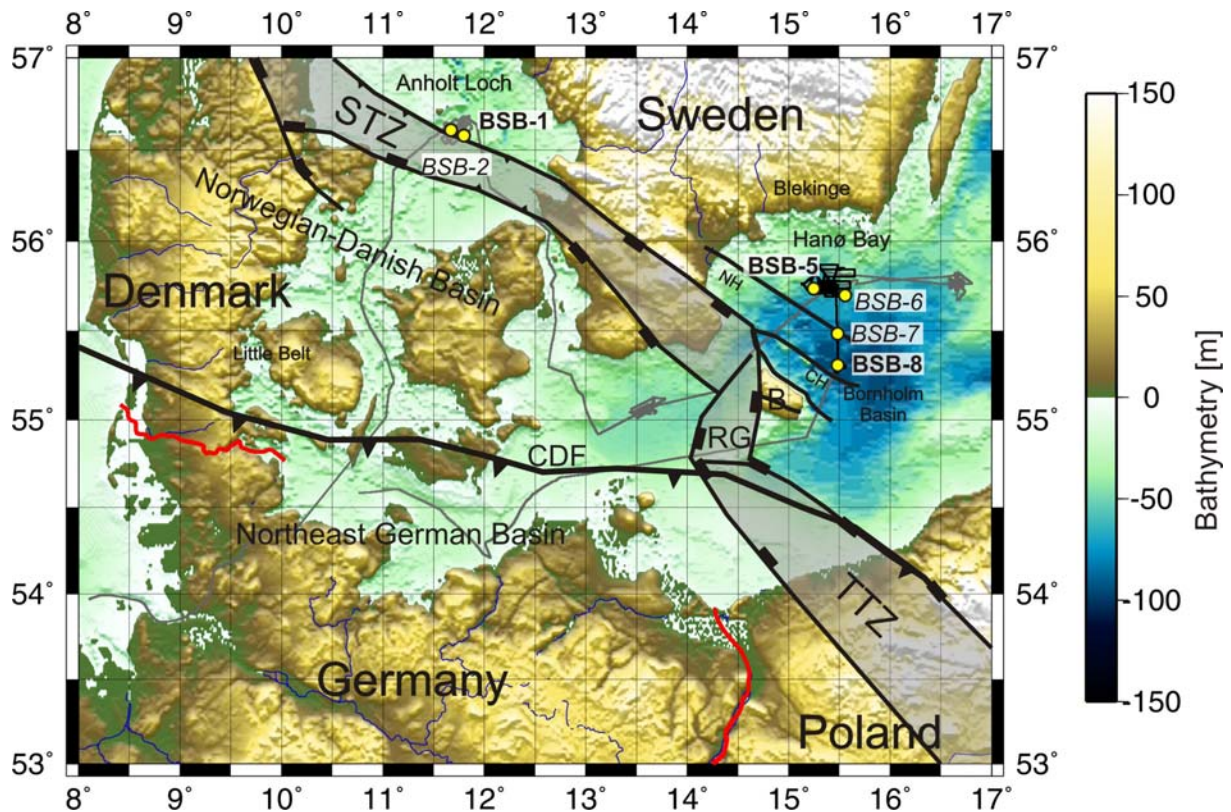 8° 9° 10° 11° 12° 13° 14° 15° 16° 17°
57° 57°
Anholt Loch
STZ
BSB-1
Sweden
BSB-2
Norwegian-Danish Basin
Blekinge
56° 56°
Hanø Bay
BSB-5
NH
BSB-6
Denmark
BSB-7
Little Belt
BSB-8
CH
Bornholm
Basin
B
55° 55°
RG
CDF
Northeast German Basin
54° 54°
TTZ
Germany
Poland
53° 53°
8° 9° 10° 11° 12° 13° 14° 15° 16° 17°
150
100
50
0
-50
-100
-150
Bathymetry [m]